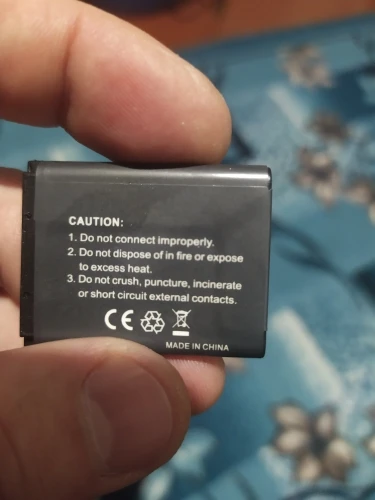 CAUTION:
1. Do not connect improperly.
2. Do not dispose of in fire or expose
to excess heat.
3. Do not crush, puncture, incinerate
or short circuit external contacts.
CE
MADE IN CHINA